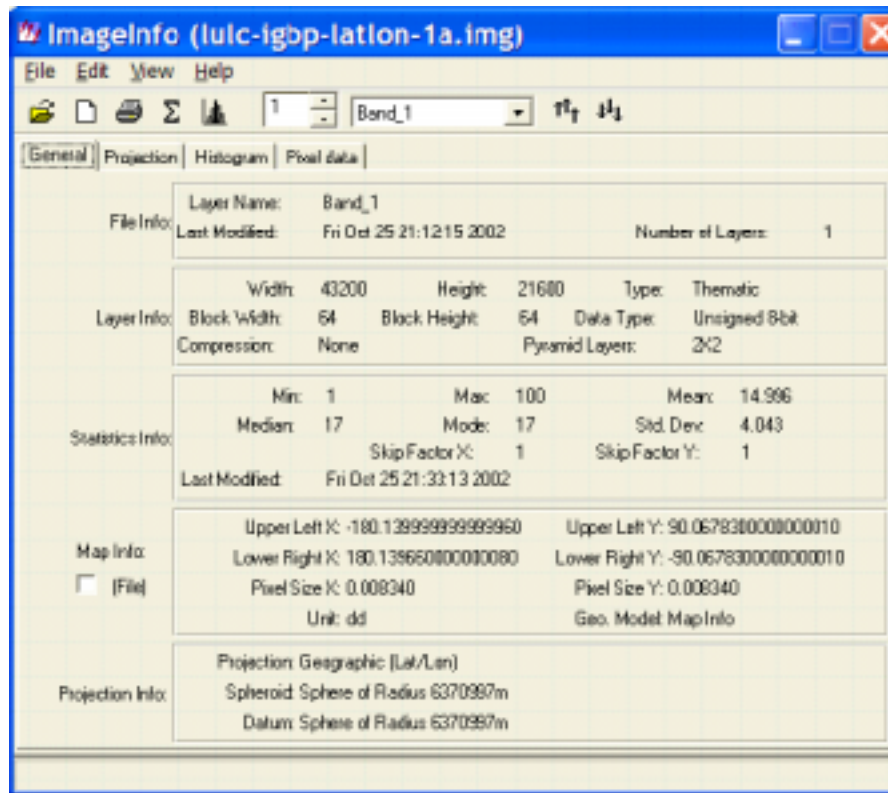 ImageInfo (lulc-igbp-latlon-1a.img)
File Edit View Help
1 Band_1
General Projection Histogram Pixel data
File Info: Layer Name: Band_1
Last Modified: Fri Oct 25 21:12:15 2002 Number of Layers: 1
Width: 43200 Height: 21600 Type: Thematic
Layer Info: Block Width: 64 Block Height: 64 Data Type: Unsigned 8-bit
Compression: None Pyramid Layers: 2X2
Min: 1 Max: 100 Mean: 14.996
Median: 17 Mode: 17 Std. Dev: 4.043
Statistics Info: Skip Factor X: 1 Skip Factor Y: 1
Last Modified: Fri Oct 25 21:33:13 2002
Upper Left X: -180.139999999999960 Upper Left Y: 90.0678300000000010
Map Info: Lower Right X: 180.139660000000080 Lower Right Y: -90.0678300000000010
(File) Pixel Size X: 0.008340 Pixel Size Y: 0.008340
Unit: dd Geo. Model: Map Info
Projection: Geographic (Lat/Lon)
Projection Info: Spheroid: Sphere of Radius 6370997m
Datum: Sphere of Radius 6370997m